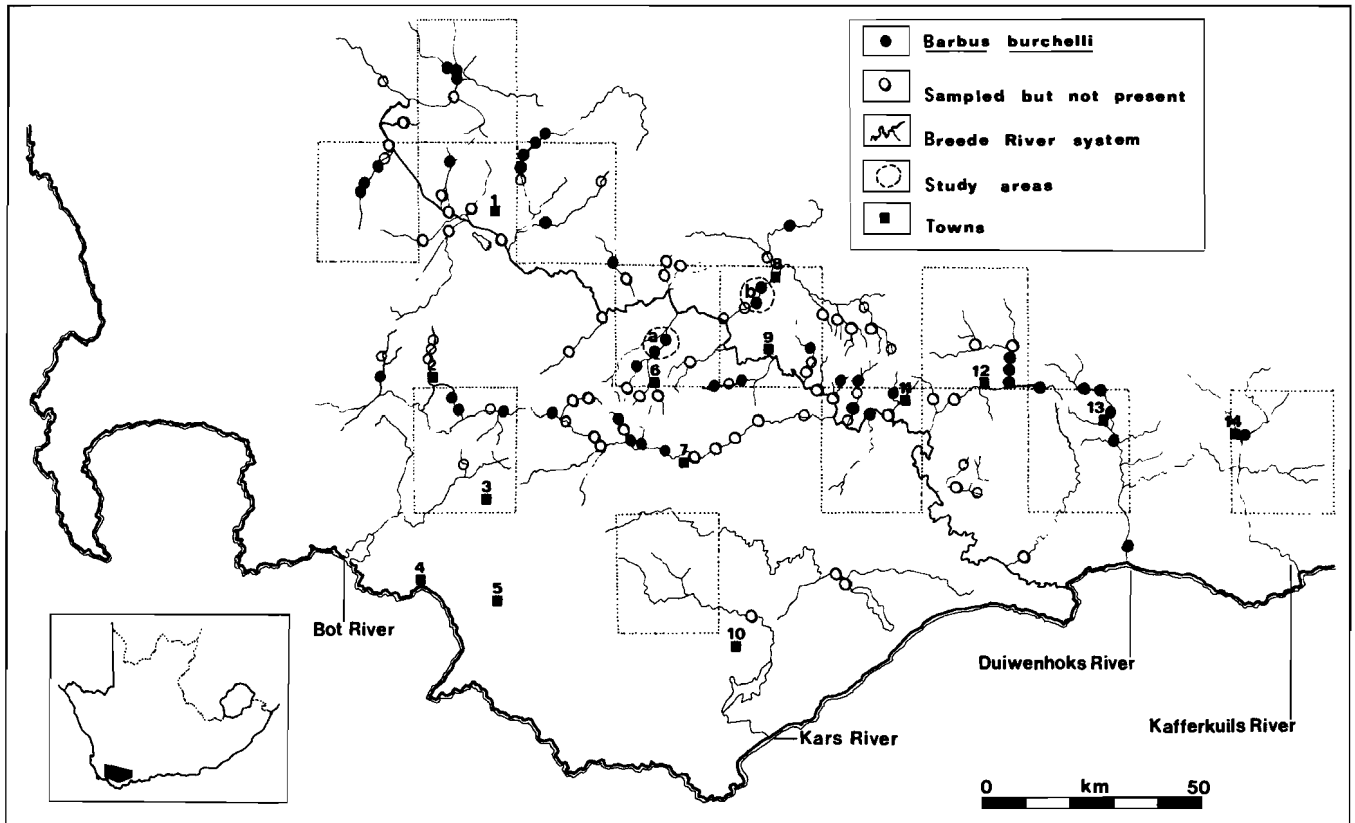 Barbus burchelli
Sampled but not present
Breede River system
Study areas
Towns
1
8
b
a
9
2
6
12
11
13
14
7
3
4
5
10
Bot River
Duiwenhoks River
Kars River
Kafferkuils River
0 km 50